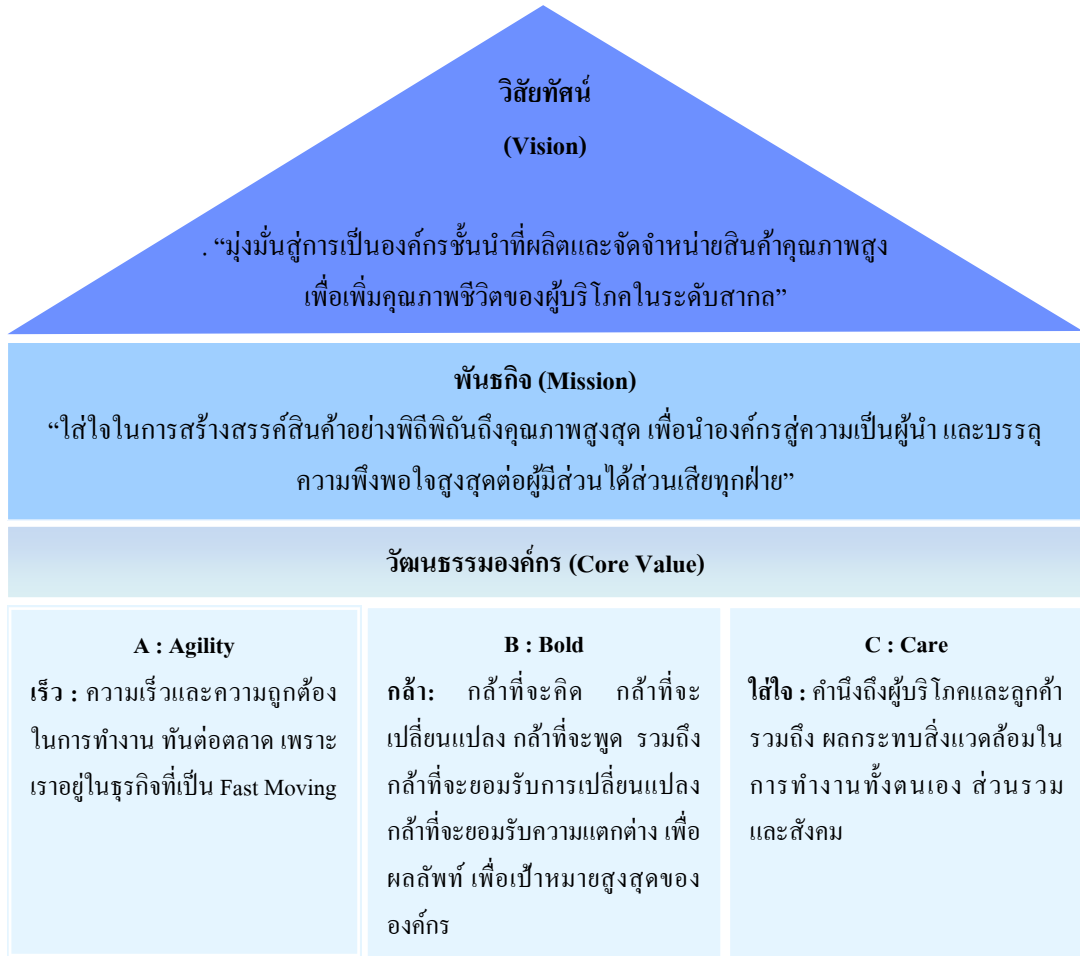 วิสัยทัศน์
(Vision)
. “มุ่งมั่นสู่การเป็นองค์กรชั้นนำที่ผลิตและจัดจำหน่ายสินค้าคุณภาพสูง
เพื่อเพิ่มคุณภาพชีวิตของผู้บริโภคในระดับสากล”
พันธกิจ (Mission)
“ใส่ใจในการสร้างสรรค์สินค้าอย่างพิถีพิถันถึงคุณภาพสูงสุด เพื่อนำองค์กรสู่ความเป็นผู้นำ และบรรลุ
ความพึงพอใจสูงสุดต่อผู้มีส่วนได้ส่วนเสียทุกฝ่าย”
วัฒนธรรมองค์กร (Core Value)
A : Agility
เร็ว : ความเร็วและความถูกต้อง
ในการทำงาน ทันต่อตลาด เพราะ
เราอยู่ในธุรกิจที่เป็น Fast Moving
B : Bold
กล้า: กล้าที่จะคิด กล้าที่จะ
เปลี่ยนแปลง กล้าที่จะพูด รวมถึง
กล้าที่จะยอมรับการเปลี่ยนแปลง
กล้าที่จะยอมรับความแตกต่าง เพื่อ
ผลลัพท์ เพื่อเป้าหมายสูงสุดของ
องค์กร
C : Care
ใส่ใจ : คำนึงถึงผู้บริโภคและลูกค้า
รวมถึง ผลกระทบสิ่งแวดล้อมใน
การทำงานทั้งตนเอง ส่วนรวม
และสังคม